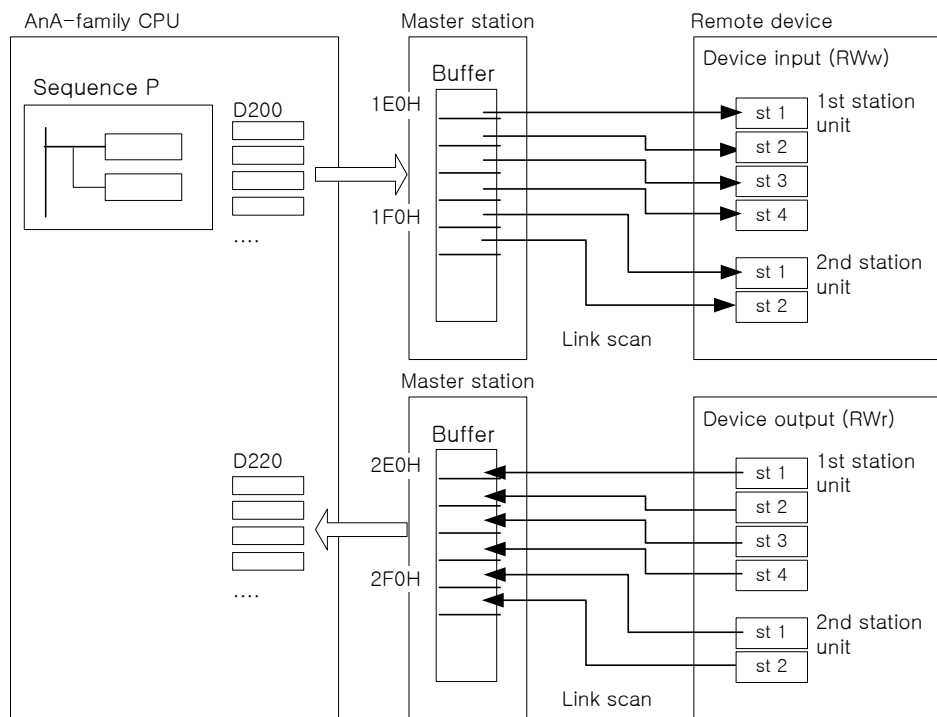 AnA-family CPU
Master station
Remote device
Sequence P
D200
....
Buffer
1E0H
1F0H
Device input (RWw)
st 1
st 2
st 3
st 4
1st station
unit
st 1
st 2
2nd station
unit
Link scan
Master station
D220
....
Buffer
2E0H
2F0H
Device output (RWr)
st 1
st 2
st 3
st 4
1st station
unit
st 1
st 2
2nd station
unit
Link scan